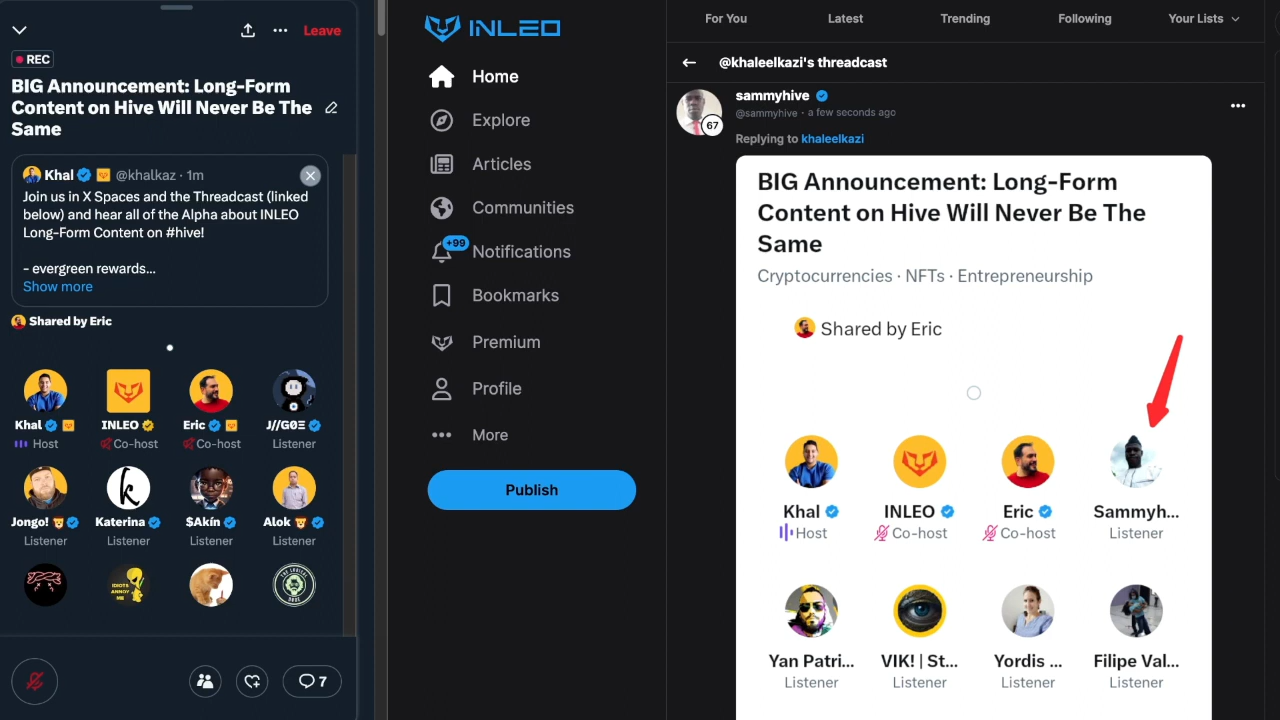 Leave
REC
BIG Announcement: Long-Form
Content on Hive Will Never Be The
Same
Khal @khalkaz · 1m
Join us in X Spaces and the Threadcast (linked
below) and hear all of the Alpha about INLEO
Long-Form Content on #hive!
- evergreen rewards...
Show more
Shared by Eric
Khal INLEO Eric J//GΘΞ
Host Co-host Co-host Listener
Jongo! Katerina $Akín Alok
Listener Listener Listener Listener
IDIOTS
ANNOY
ME
7
INLEO
Home
Explore
Articles
Communities
+99
Notifications
Bookmarks
Premium
Profile
More
Publish
For You Latest Trending Following Your Lists
@khaleelkazi's threadcast
sammyhive
@sammyhive · a few seconds ago
67
Replying to khaleelkazi
BIG Announcement: Long-Form
Content on Hive Will Never Be The
Same
Cryptocurrencies · NFTs · Entrepreneurship
Shared by Eric
Khal INLEO Eric Sammyh...
Host Co-host Co-host Listener
Yan Patri... VIK! | St... Yordis ... Filipe Val...
Listener Listener Listener Listener